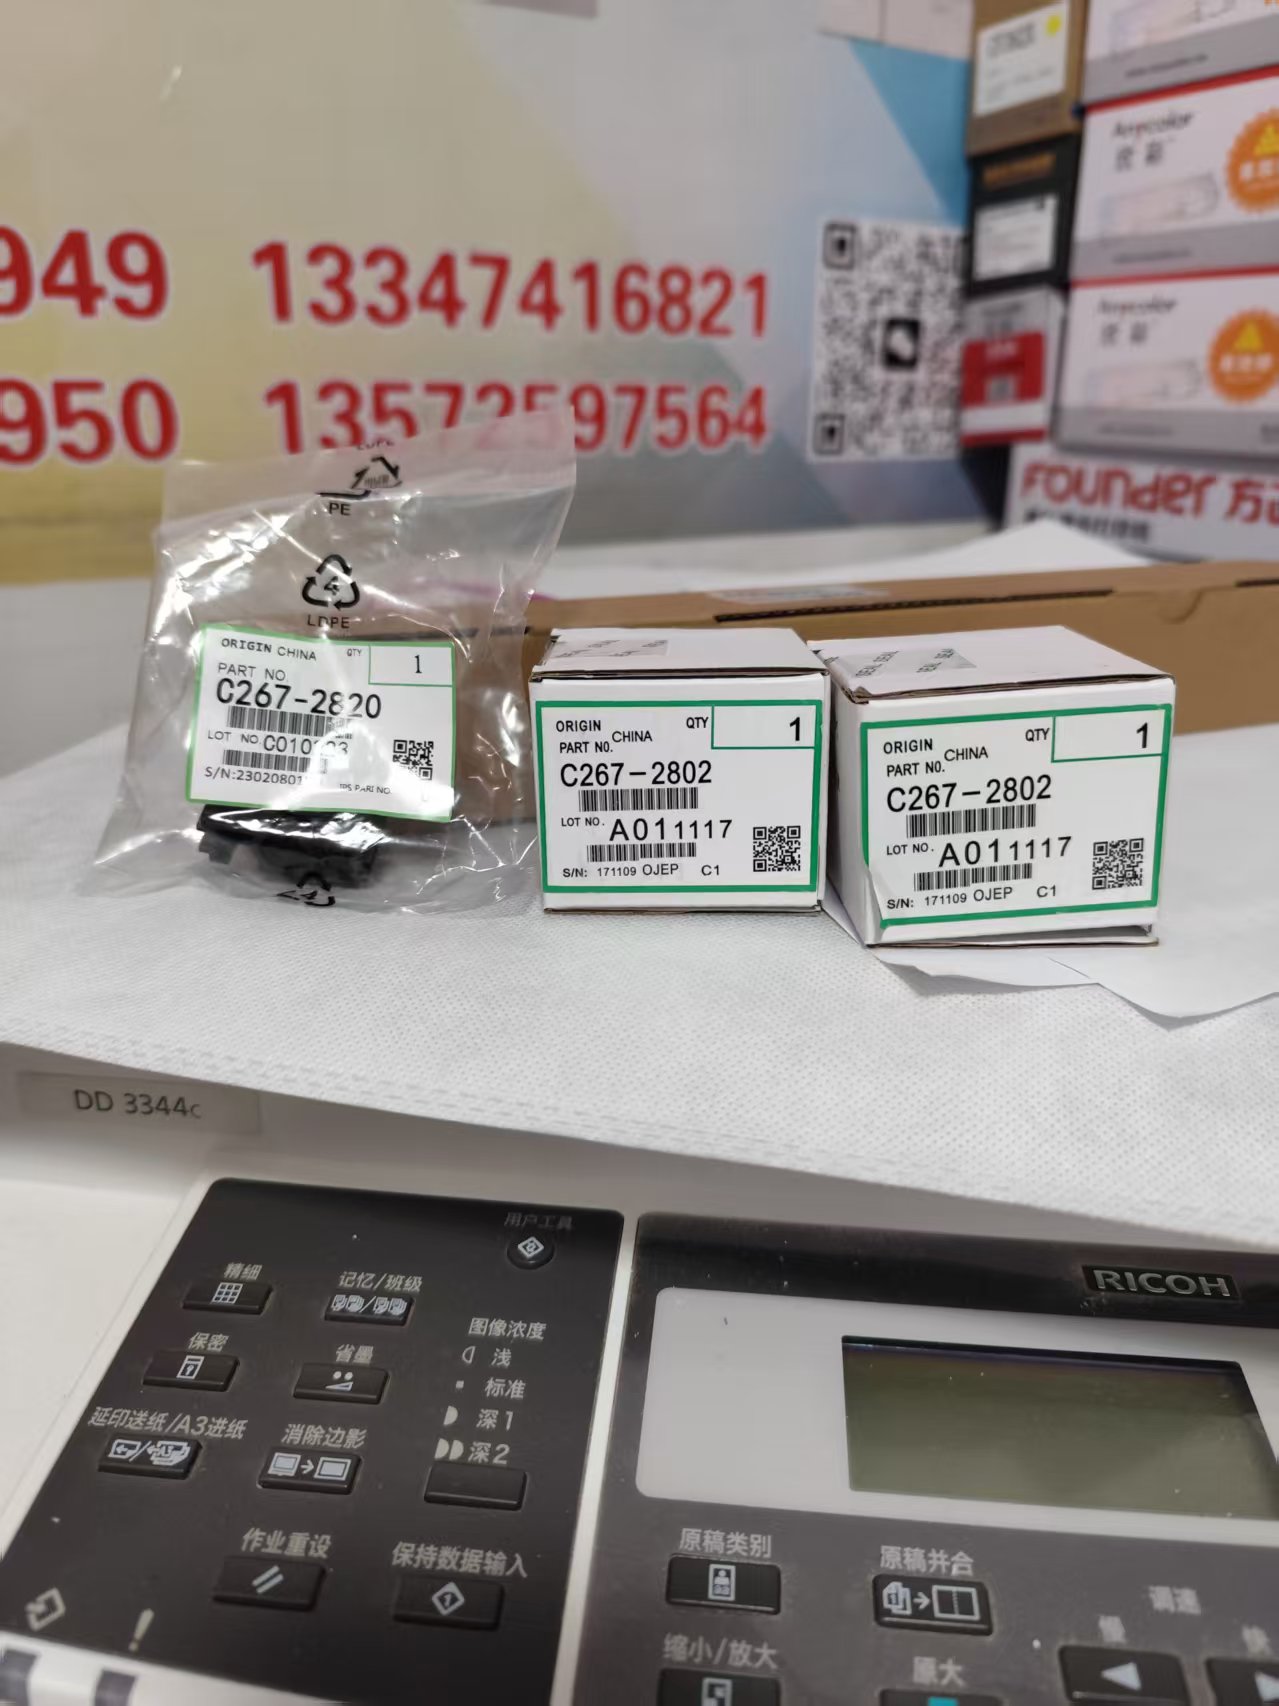 949 13347416821
950 13572597564
Anycolor
Anycolor
Founder 方
PE
4
LDPE
ORIGIN CHINA QTY 1
PART NO.
C267-2820
LOT NO.
S/N:
ORIGIN CHINA QTY 1
PART NO.
C267-2802
LOT NO. A011117
S/N: 171109 OJEP C1
ORIGIN CHINA QTY 1
PART NO.
C267-2802
LOT NO. A011117
S/N: 171109 OJEP C1
DD 3344c
用户工具
RICOH
精细
记忆/班级
图像浓度
浅
标准
深1
深2
保密
省墨
延印送纸/A3进纸
消除边影
作业重设
保持数据输入
原稿类别
原稿并合
调速
慢
快
缩小/放大
原大